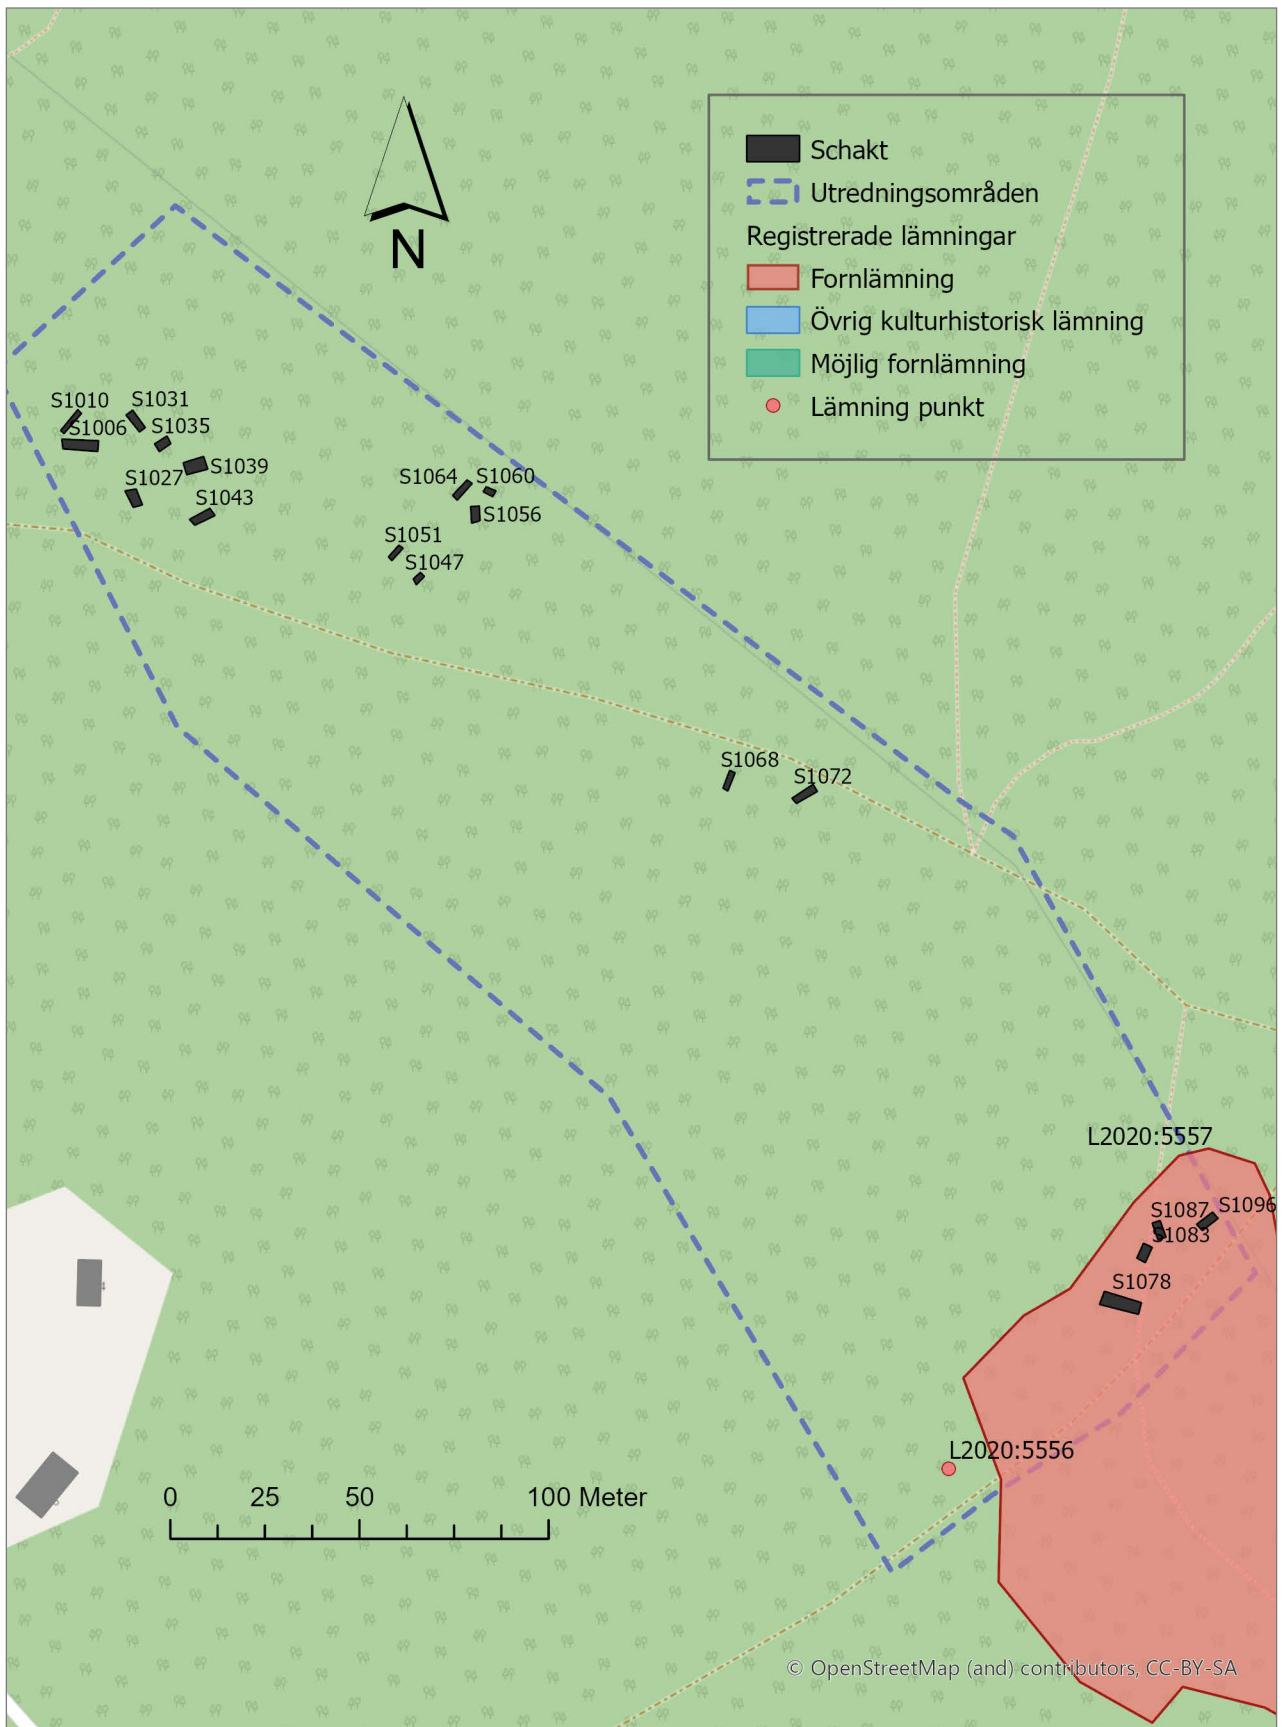 N
Schakt
Utredningsområden
Registrerade lämningar
Fornlämning
Övrig kulturhistorisk lämning
Möjlig fornlämning
Lämning punkt
S1010
S1031
S1006
S1035
S1039
S1027
S1043
S1064
S1060
S1056
S1051
S1047
S1068
S1072
L2020:5557
S1087
S1096
S1083
S1078
L2020:5556
0 25 50 100 Meter
© OpenStreetMap (and) contributors, CC-BY-SA